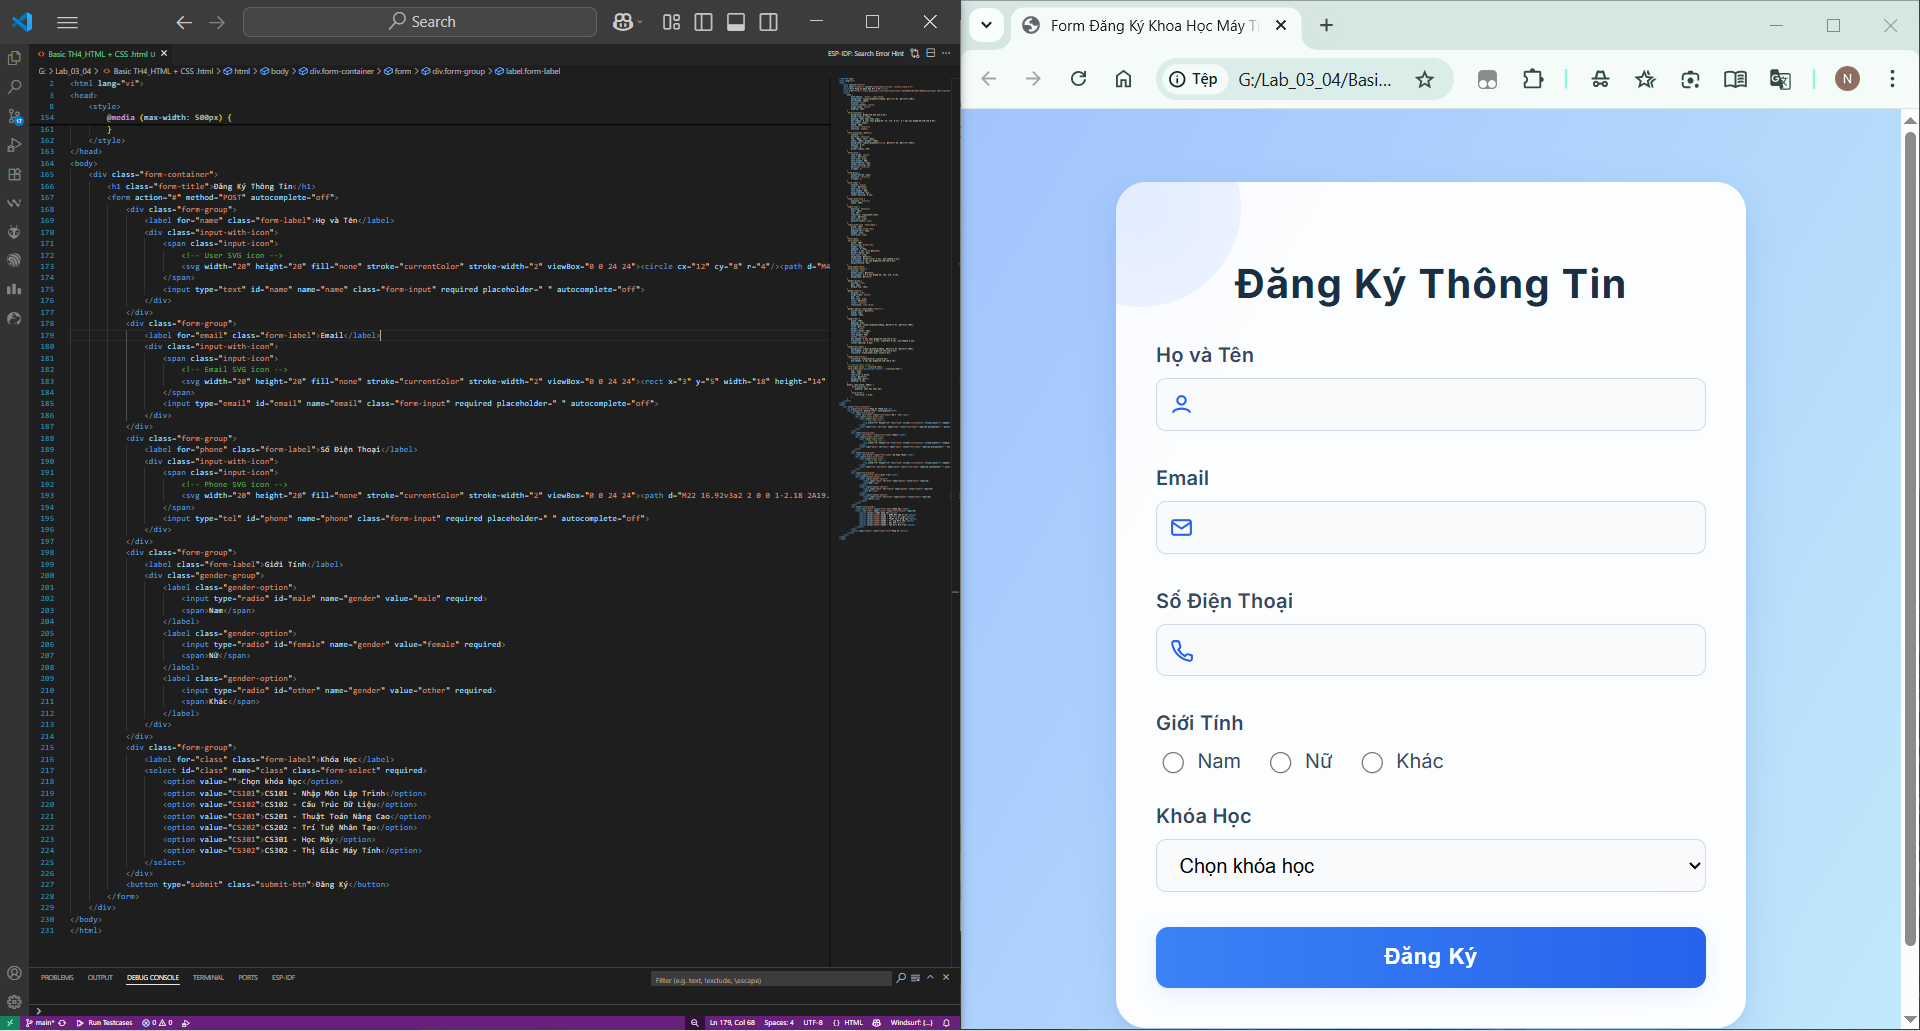 Search
Basic TH4_HTML + CSS .html U
ESP-IDF: Search Error Hint
G: > Lab_03_04 > Basic TH4_HTML + CSS .html > html > body > div.form-container > form > div.form-group > label.form-label
2 <html lang="vi">
3 <head>
8 <style>
154 @media (max-width: 500px) {
161 }
162 </style>
163 </head>
164 <body>
165 <div class="form-container">
166 <h1 class="form-title">Đăng Ký Thông Tin</h1>
167 <form action="#" method="POST" autocomplete="off">
168 <div class="form-group">
169 <label for="name" class="form-label">Họ và Tên</label>
170 <div class="input-with-icon">
171 <span class="input-icon">
172 <!-- User SVG icon -->
173 <svg width="20" height="20" fill="none" stroke="currentColor" stroke-width="2" viewBox="0 0 24 24"><circle cx="12" cy="8" r="4"/><path d="M4
174 </span>
175 <input type="text" id="name" name="name" class="form-input" required placeholder=" " autocomplete="off">
176 </div>
177 </div>
178 <div class="form-group">
179 <label for="email" class="form-label">Email</label>
180 <div class="input-with-icon">
181 <span class="input-icon">
182 <!-- Email SVG icon -->
183 <svg width="20" height="20" fill="none" stroke="currentColor" stroke-width="2" viewBox="0 0 24 24"><rect x="3" y="5" width="18" height="14"
184 </span>
185 <input type="email" id="email" name="email" class="form-input" required placeholder=" " autocomplete="off">
186 </div>
187 </div>
188 <div class="form-group">
189 <label for="phone" class="form-label">Số Điện Thoại</label>
190 <div class="input-with-icon">
191 <span class="input-icon">
192 <!-- Phone SVG icon -->
193 <svg width="20" height="20" fill="none" stroke="currentColor" stroke-width="2" viewBox="0 0 24 24"><path d="M22 16.92v3a2 2 0 0 1-2.18 2A19.
194 </span>
195 <input type="tel" id="phone" name="phone" class="form-input" required placeholder=" " autocomplete="off">
196 </div>
197 </div>
198 <div class="form-group">
199 <label class="form-label">Giới Tính</label>
200 <div class="gender-group">
201 <label class="gender-option">
202 <input type="radio" id="male" name="gender" value="male" required>
203 <span>Nam</span>
204 </label>
205 <label class="gender-option">
206 <input type="radio" id="female" name="gender" value="female" required>
207 <span>Nữ</span>
208 </label>
209 <label class="gender-option">
210 <input type="radio" id="other" name="gender" value="other" required>
211 <span>Khác</span>
212 </label>
213 </div>
214 </div>
215 <div class="form-group">
216 <label for="class" class="form-label">Khóa Học</label>
217 <select id="class" name="class" class="form-select" required>
218 <option value="">Chọn khóa học</option>
219 <option value="CS101">CS101 - Nhập Môn Lập Trình</option>
220 <option value="CS102">CS102 - Cấu Trúc Dữ Liệu</option>
221 <option value="CS201">CS201 - Thuật Toán Nâng Cao</option>
222 <option value="CS202">CS202 - Trí Tuệ Nhân Tạo</option>
223 <option value="CS301">CS301 - Học Máy</option>
224 <option value="CS302">CS302 - Thị Giác Máy Tính</option>
225 </select>
226 </div>
227 <button type="submit" class="submit-btn">Đăng Ký</button>
228 </form>
229 </div>
230 </body>
231 </html>
17
PROBLEMS OUTPUT DEBUG CONSOLE TERMINAL PORTS ESP-IDF
Filter (e.g. text, !exclude, \escape)
main* Run Testcases 0 0
Ln 179, Col 68 Spaces: 4 UTF-8 {} HTML Windsurf: {...}
Form Đăng Ký Khoa Học Máy T
Tệp G:/Lab_03_04/Basi...
N
Đăng Ký Thông Tin
Họ và Tên
Email
Số Điện Thoại
Giới Tính
Nam Nữ Khác
Khóa Học
Chọn khóa học
Đăng Ký